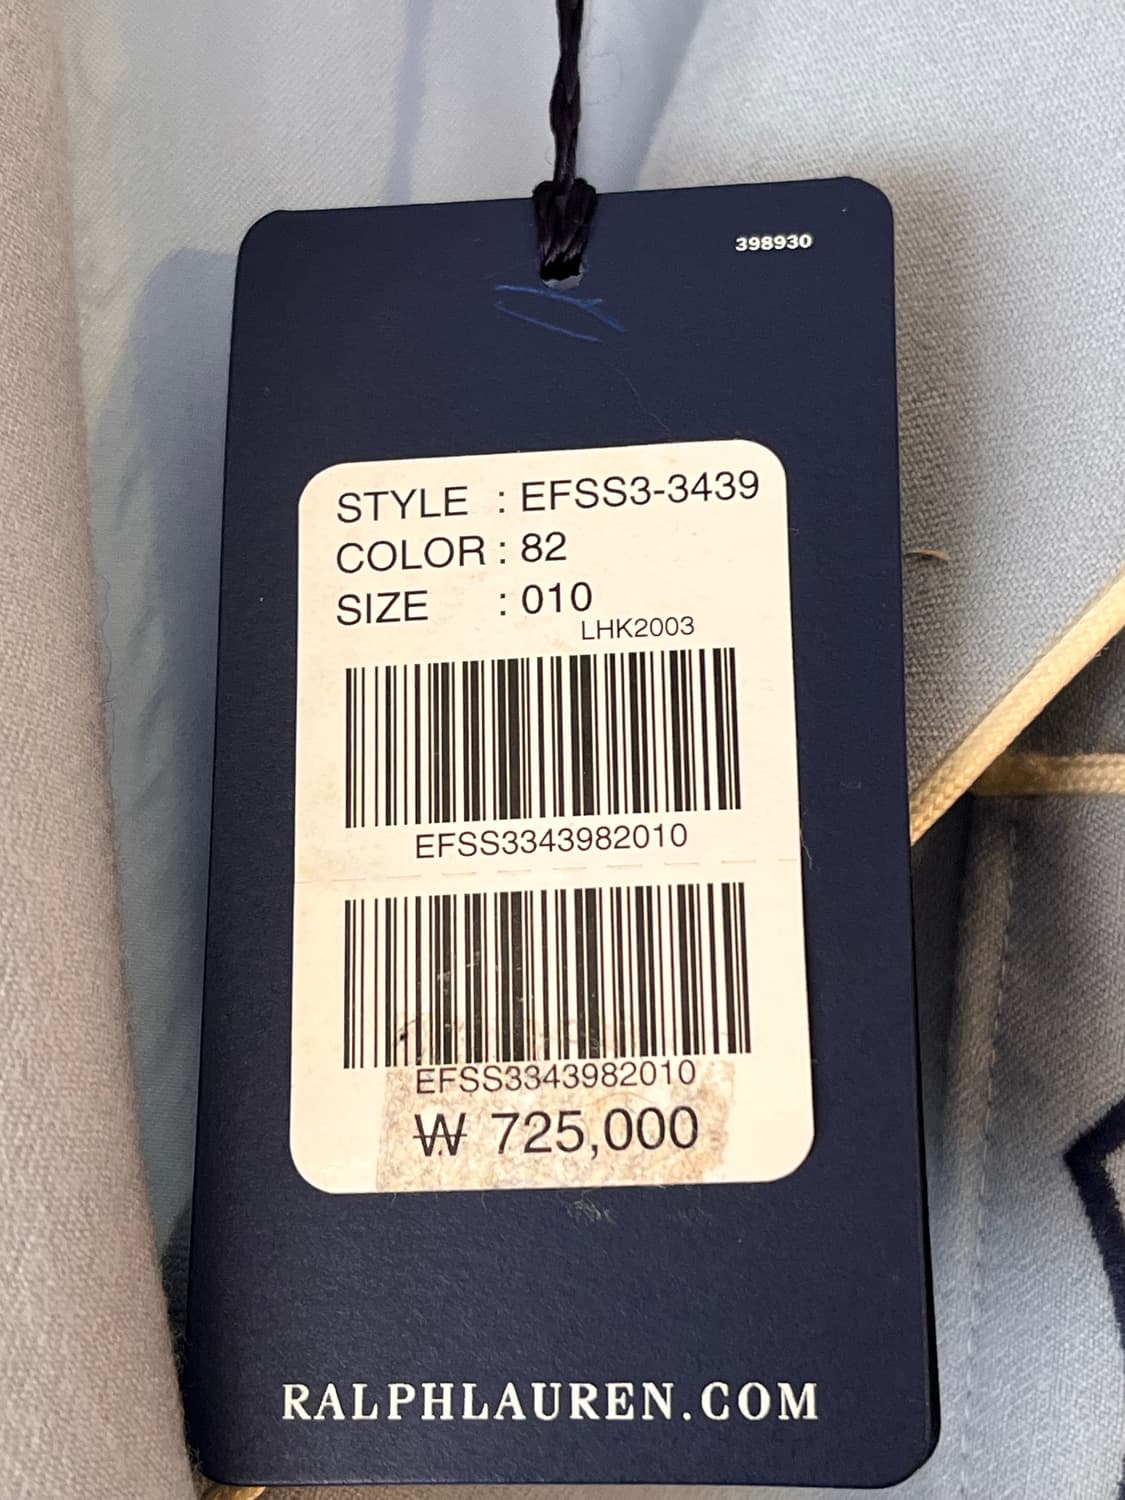 398930
STYLE : EFSS3-3439
COLOR : 82
SIZE : 010
LHK2003
EFSS3343982010
EFSS3343982010
₩ 725,000
RALPHLAUREN.COM